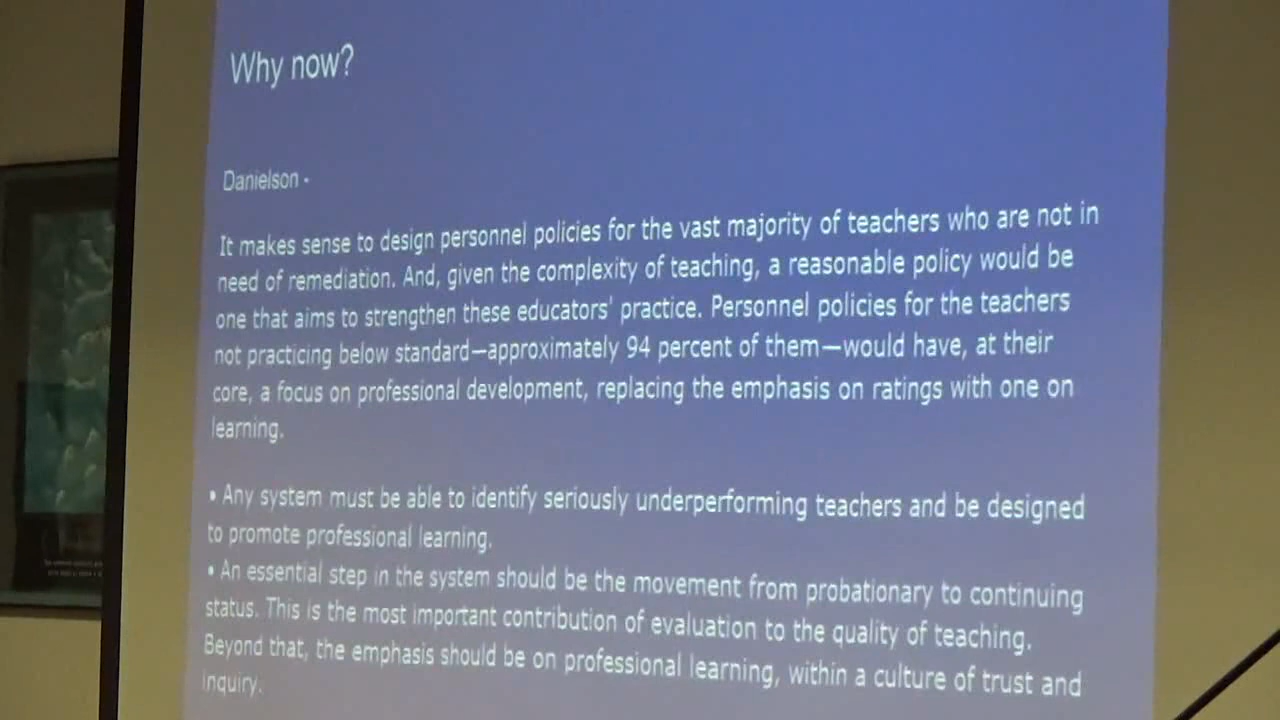 Why now?
Danielson -
It makes sense to design personnel policies for the vast majority of teachers who are not in
need of remediation. And, given the complexity of teaching, a reasonable policy would be
one that aims to strengthen these educators' practice. Personnel policies for the teachers
not practicing below standard—approximately 94 percent of them—would have, at their
core, a focus on professional development, replacing the emphasis on ratings with one on
learning.
• Any system must be able to identify seriously underperforming teachers and be designed
to promote professional learning.
• An essential step in the system should be the movement from probationary to continuing
status. This is the most important contribution of evaluation to the quality of teaching.
Beyond that, the emphasis should be on professional learning, within a culture of trust and
inquiry.